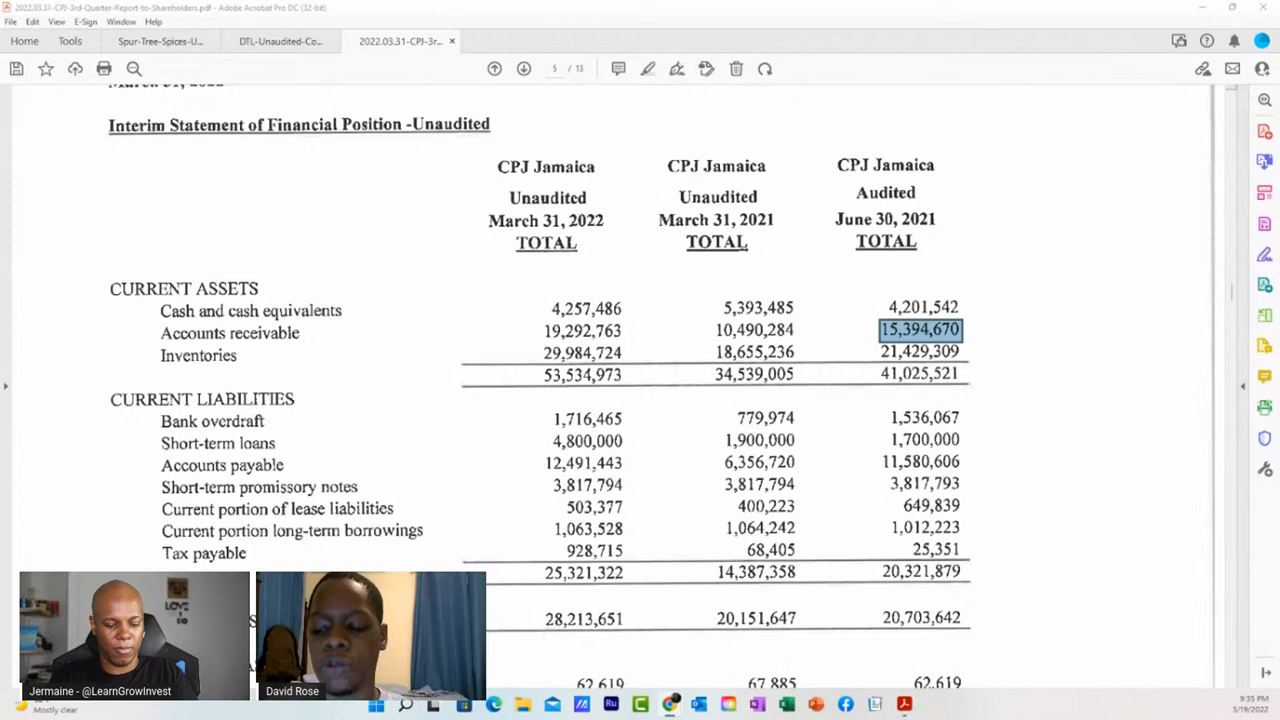 2022.03.31-CPJ-3rd-Quarter-Report-to-Shareholders.pdf - Adobe Acrobat Pro DC (32-bit)
File Edit View E-Sign Window Help
Home Tools Spur-Tree-Spices-U... DTL-Unaudited-Co... 2022.03.31-CPJ-3r... ×
5 / 13
March 31, 2022
Interim Statement of Financial Position -Unaudited
CPJ Jamaica CPJ Jamaica CPJ Jamaica
Unaudited Unaudited Audited
March 31, 2022 March 31, 2021 June 30, 2021
TOTAL TOTAL TOTAL
CURRENT ASSETS
Cash and cash equivalents 4,257,486 5,393,485 4,201,542
Accounts receivable 19,292,763 10,490,284 15,394,670
Inventories 29,984,724 18,655,236 21,429,309
53,534,973 34,539,005 41,025,521
CURRENT LIABILITIES
Bank overdraft 1,716,465 779,974 1,536,067
Short-term loans 4,800,000 1,900,000 1,700,000
Accounts payable 12,491,443 6,356,720 11,580,606
Short-term promissory notes 3,817,794 3,817,794 3,817,793
Current portion of lease liabilities 503,377 400,223 649,839
Current portion long-term borrowings 1,063,528 1,064,242 1,012,223
Tax payable 928,715 68,405 25,351
25,321,322 14,387,358 20,321,879
28,213,651 20,151,647 20,703,642
62,619 67,885 62,619
Jermaine - @LearnGrowInvest David Rose
Mostly clear
9:35 PM
5/19/2022